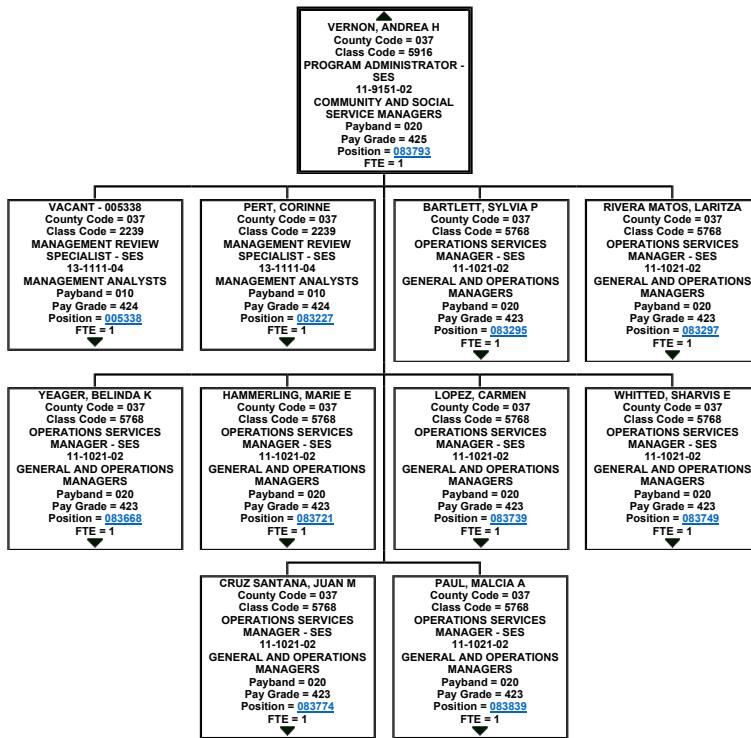 VERNON, ANDREA H
County Code = 037
Class Code = 5916
PROGRAM ADMINISTRATOR -
SES
11-9151-02
COMMUNITY AND SOCIAL
SERVICE MANAGERS
Payband = 020
Pay Grade = 425
Position = 083793
FTE = 1
VACANT - 005338
County Code = 037
Class Code = 2239
MANAGEMENT REVIEW
SPECIALIST - SES
13-1111-04
MANAGEMENT ANALYSTS
Payband = 010
Pay Grade = 424
Position = 005338
FTE = 1
PERT, CORINNE
County Code = 037
Class Code = 2239
MANAGEMENT REVIEW
SPECIALIST - SES
13-1111-04
MANAGEMENT ANALYSTS
Payband = 010
Pay Grade = 424
Position = 083227
FTE = 1
BARTLETT, SYLVIA P
County Code = 037
Class Code = 5768
OPERATIONS SERVICES
MANAGER - SES
11-1021-02
GENERAL AND OPERATIONS
MANAGERS
Payband = 020
Pay Grade = 423
Position = 083295
FTE = 1
RIVERA MATOS, LARITZA
County Code = 037
Class Code = 5768
OPERATIONS SERVICES
MANAGER - SES
11-1021-02
GENERAL AND OPERATIONS
MANAGERS
Payband = 020
Pay Grade = 423
Position = 083297
FTE = 1
YEAGER, BELINDA K
County Code = 037
Class Code = 5768
OPERATIONS SERVICES
MANAGER - SES
11-1021-02
GENERAL AND OPERATIONS
MANAGERS
Payband = 020
Pay Grade = 423
Position = 083668
FTE = 1
HAMMERLING, MARIE E
County Code = 037
Class Code = 5768
OPERATIONS SERVICES
MANAGER - SES
11-1021-02
GENERAL AND OPERATIONS
MANAGERS
Payband = 020
Pay Grade = 423
Position = 083721
FTE = 1
LOPEZ, CARMEN
County Code = 037
Class Code = 5768
OPERATIONS SERVICES
MANAGER - SES
11-1021-02
GENERAL AND OPERATIONS
MANAGERS
Payband = 020
Pay Grade = 423
Position = 083739
FTE = 1
WHITTED, SHARVIS E
County Code = 037
Class Code = 5768
OPERATIONS SERVICES
MANAGER - SES
11-1021-02
GENERAL AND OPERATIONS
MANAGERS
Payband = 020
Pay Grade = 423
Position = 083749
FTE = 1
CRUZ SANTANA, JUAN M
County Code = 037
Class Code = 5768
OPERATIONS SERVICES
MANAGER - SES
11-1021-02
GENERAL AND OPERATIONS
MANAGERS
Payband = 020
Pay Grade = 423
Position = 083774
FTE = 1
PAUL, MALCIA A
County Code = 037
Class Code = 5768
OPERATIONS SERVICES
MANAGER - SES
11-1021-02
GENERAL AND OPERATIONS
MANAGERS
Payband = 020
Pay Grade = 423
Position = 083839
FTE = 1